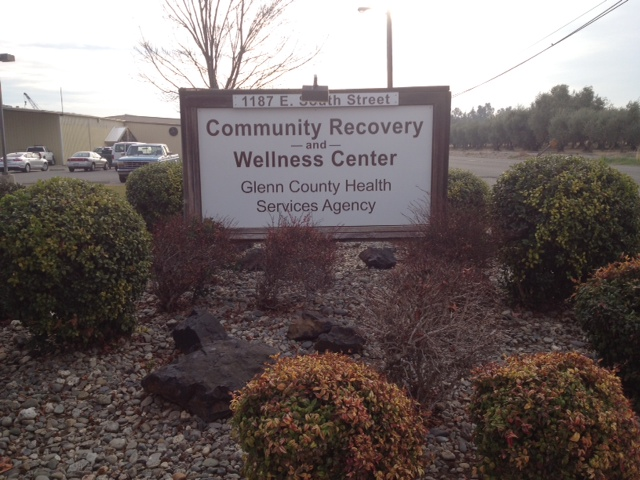 1187 E. South Street
Community Recovery
— and —
Wellness Center
Glenn County Health
Services Agency